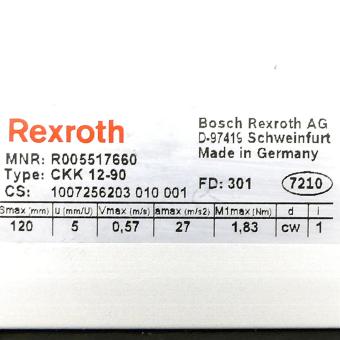 Rexroth
Bosch Rexroth AG
D-97419 Schweinfurt
Made in Germany
MNR: R005517660
Type: CKK 12-90
CS: 1007256203 010 001
FD: 301
7210
Smax (mm) u (mm/U) Vmax (m/s) amax (m/s2) M1max (Nm) d i
120 5 0,57 27 1,83 cw 1